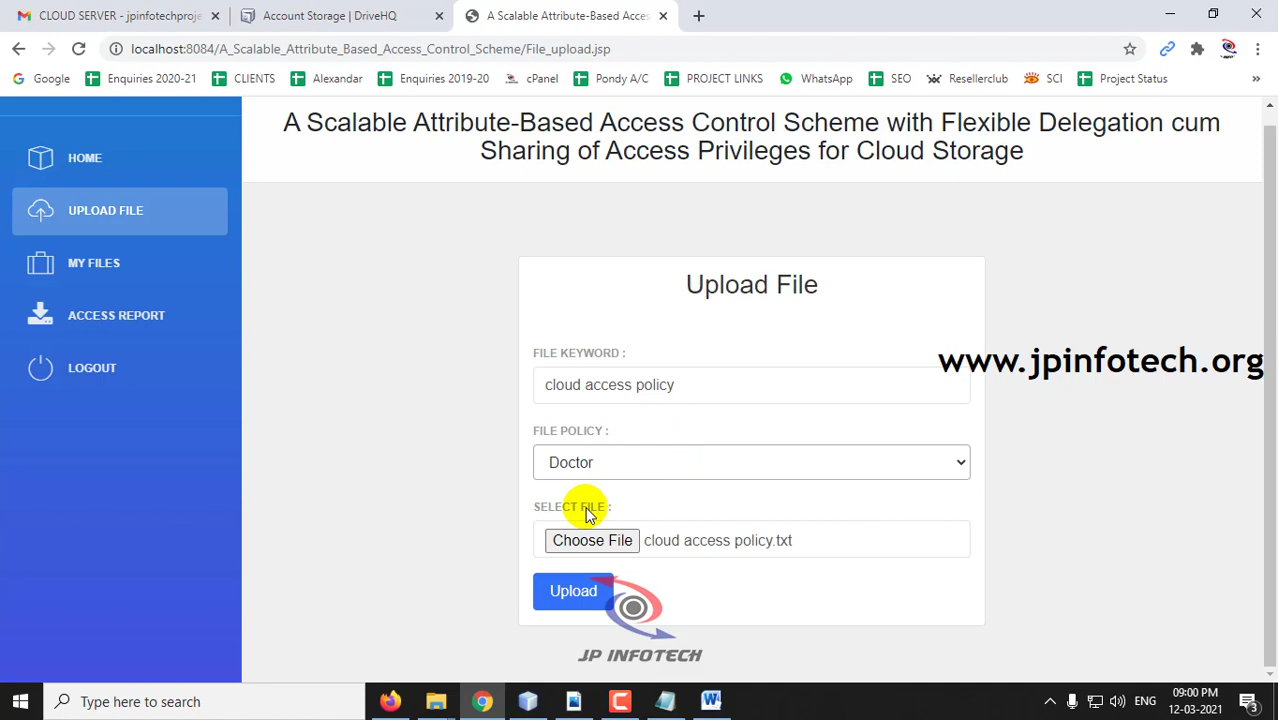 CLOUD SERVER - jpinfotechproje
Account Storage | DriveHQ
A Scalable Attribute-Based Acces
localhost:8084/A_Scalable_Attribute_Based_Access_Control_Scheme/File_upload.jsp
Google
Enquiries 2020-21
CLIENTS
Alexandar
Enquiries 2019-20
cPanel
Pondy A/C
PROJECT LINKS
WhatsApp
SEO
Resellerclub
SCI
Project Status
»
A Scalable Attribute-Based Access Control Scheme with Flexible Delegation cum
Sharing of Access Privileges for Cloud Storage
HOME
UPLOAD FILE
MY FILES
ACCESS REPORT
LOGOUT
Upload File
FILE KEYWORD :
cloud access policy
www.jpinfotech.org
FILE POLICY :
Doctor
SELECT FILE :
Choose File cloud access policy.txt
Upload
JP INFOTECH
Type here to search
ENG
09:00 PM
12-03-2021
3